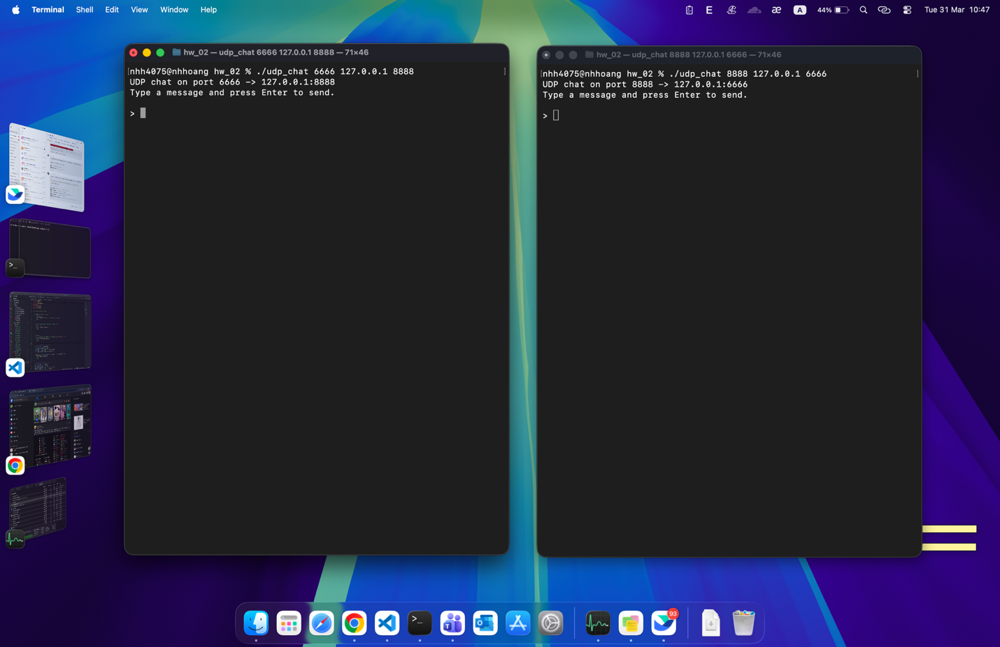 Terminal Shell Edit View Window Help
E æ A 44% Tue 31 Mar 10:47
hw_02 — udp_chat 6666 127.0.0.1 8888 — 71×46
[nhh4075@nhhoang hw_02 % ./udp_chat 6666 127.0.0.1 8888 ]
UDP chat on port 6666 -> 127.0.0.1:8888
Type a message and press Enter to send.
>
hw_02 — udp_chat 8888 127.0.0.1 6666 — 71×46
[nhh4075@nhhoang hw_02 % ./udp_chat 8888 127.0.0.1 6666 ]
UDP chat on port 8888 -> 127.0.0.1:6666
Type a message and press Enter to send.
>
93